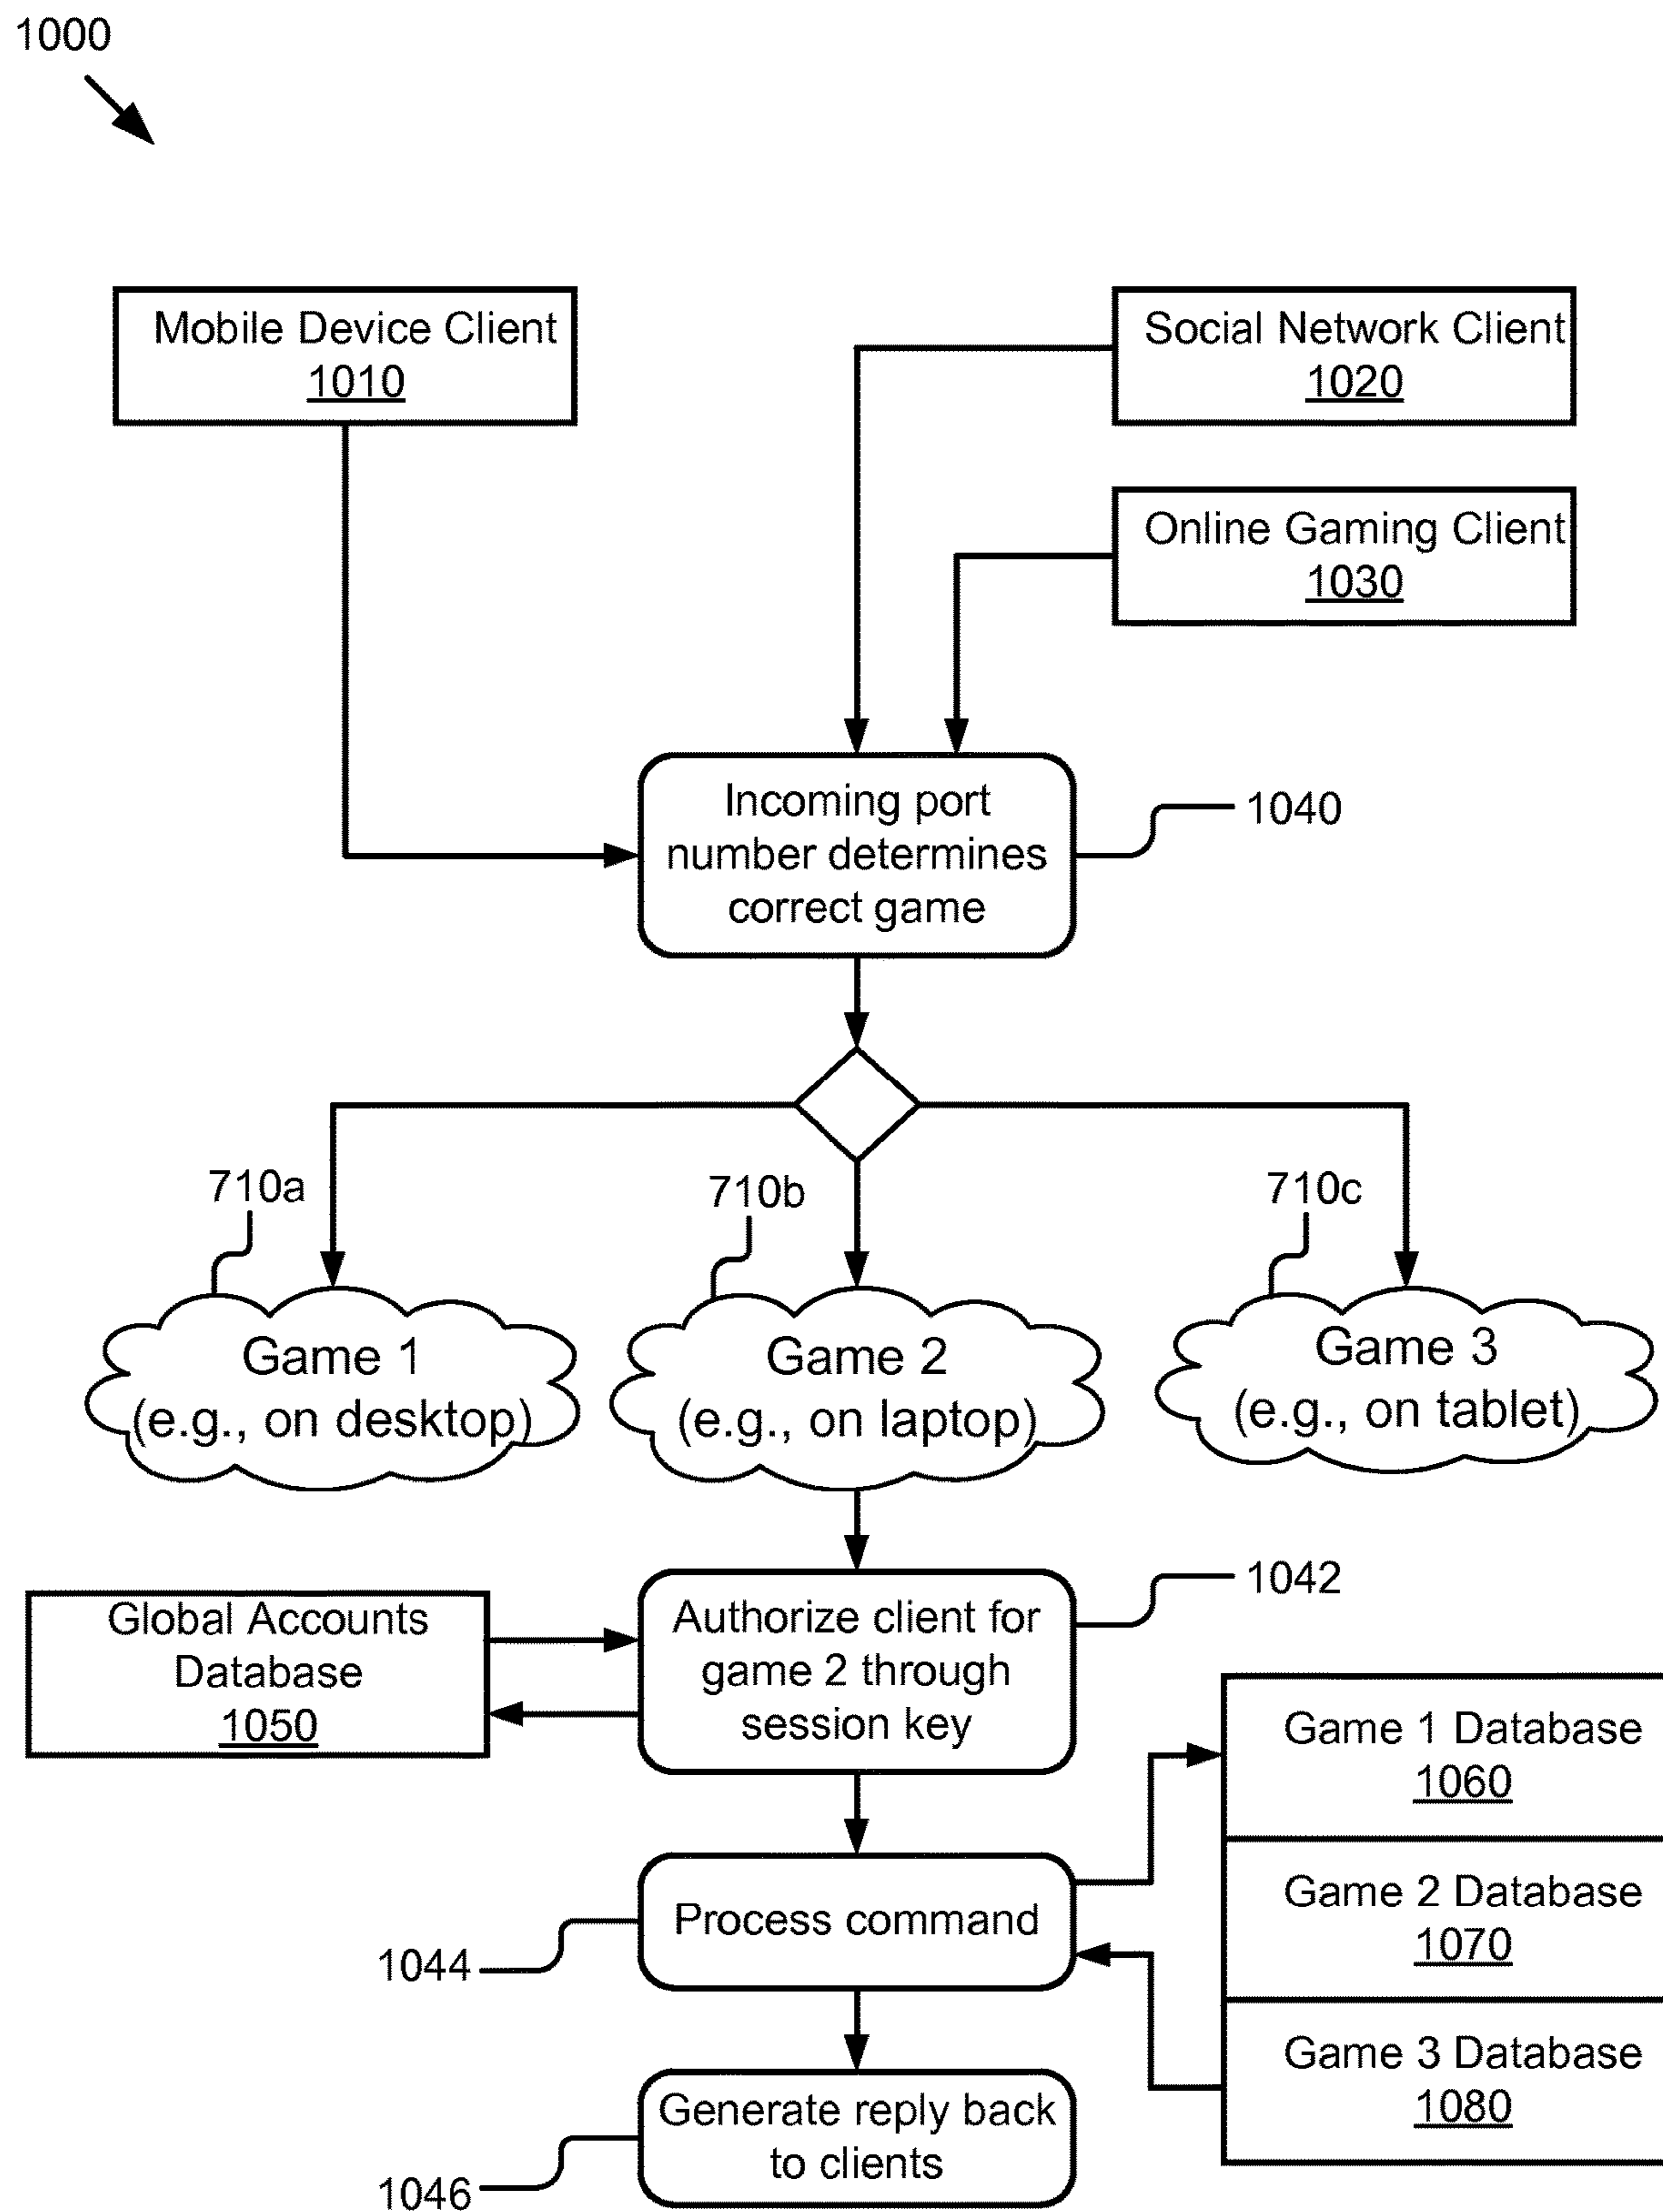 1000
Mobile Device Client
1010
Social Network Client
1020
Online Gaming Client
1030
Incoming port
number determines
correct game
1040
710a
710b
710c
Game 1
(e.g., on desktop)
Game 2
(e.g., on laptop)
Game 3
(e.g., on tablet)
Global Accounts
Database
1050
Authorize client for
game 2 through
session key
1042
Game 1 Database
1060
Process command
1044
Game 2 Database
1070
Game 3 Database
1080
Generate reply back
to clients
1046